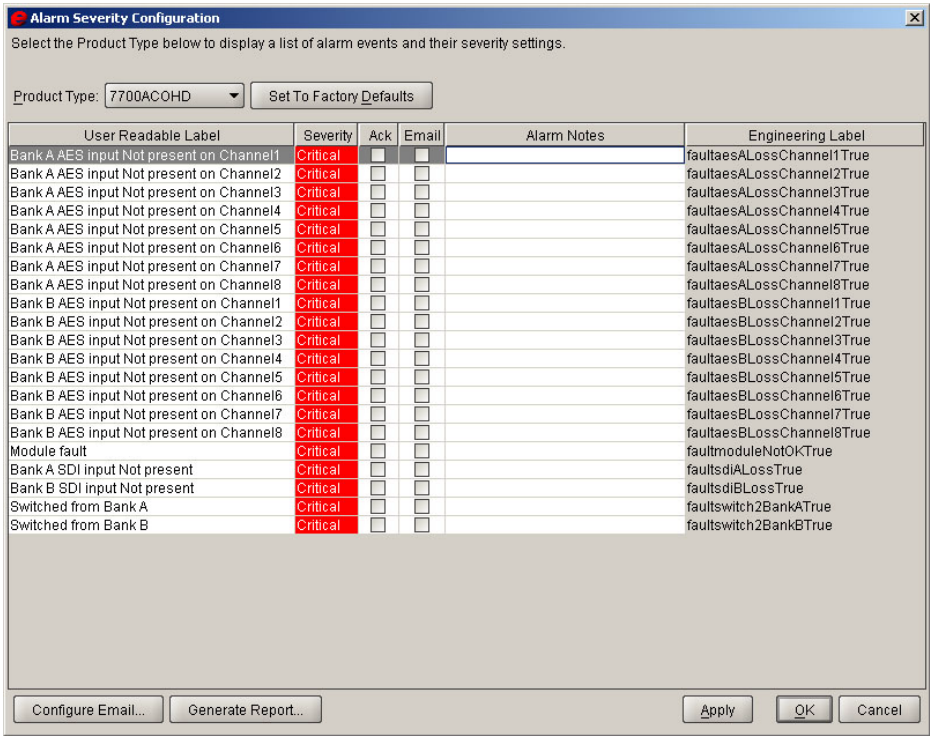 Alarm Severity Configuration
Select the Product Type below to display a list of alarm events and their severity settings.
Product Type: 7700ACOHD Set To Factory Defaults
User Readable Label Severity Ack Email Alarm Notes Engineering Label
Bank A AES input Not present on Channel1 Critical faultaesALossChannel1True
Bank A AES input Not present on Channel2 Critical faultaesALossChannel2True
Bank A AES input Not present on Channel3 Critical faultaesALossChannel3True
Bank A AES input Not present on Channel4 Critical faultaesALossChannel4True
Bank A AES input Not present on Channel5 Critical faultaesALossChannel5True
Bank A AES input Not present on Channel6 Critical faultaesALossChannel6True
Bank A AES input Not present on Channel7 Critical faultaesALossChannel7True
Bank A AES input Not present on Channel8 Critical faultaesALossChannel8True
Bank B AES input Not present on Channel1 Critical faultaesBLossChannel1True
Bank B AES input Not present on Channel2 Critical faultaesBLossChannel2True
Bank B AES input Not present on Channel3 Critical faultaesBLossChannel3True
Bank B AES input Not present on Channel4 Critical faultaesBLossChannel4True
Bank B AES input Not present on Channel5 Critical faultaesBLossChannel5True
Bank B AES input Not present on Channel6 Critical faultaesBLossChannel6True
Bank B AES input Not present on Channel7 Critical faultaesBLossChannel7True
Bank B AES input Not present on Channel8 Critical faultaesBLossChannel8True
Module fault Critical faultmoduleNotOKTrue
Bank A SDI input Not present Critical faultsdiALossTrue
Bank B SDI input Not present Critical faultsdiBLossTrue
Switched from Bank A Critical faultswitch2BankATrue
Switched from Bank B Critical faultswitch2BankBTrue
Configure Email... Generate Report... Apply OK Cancel